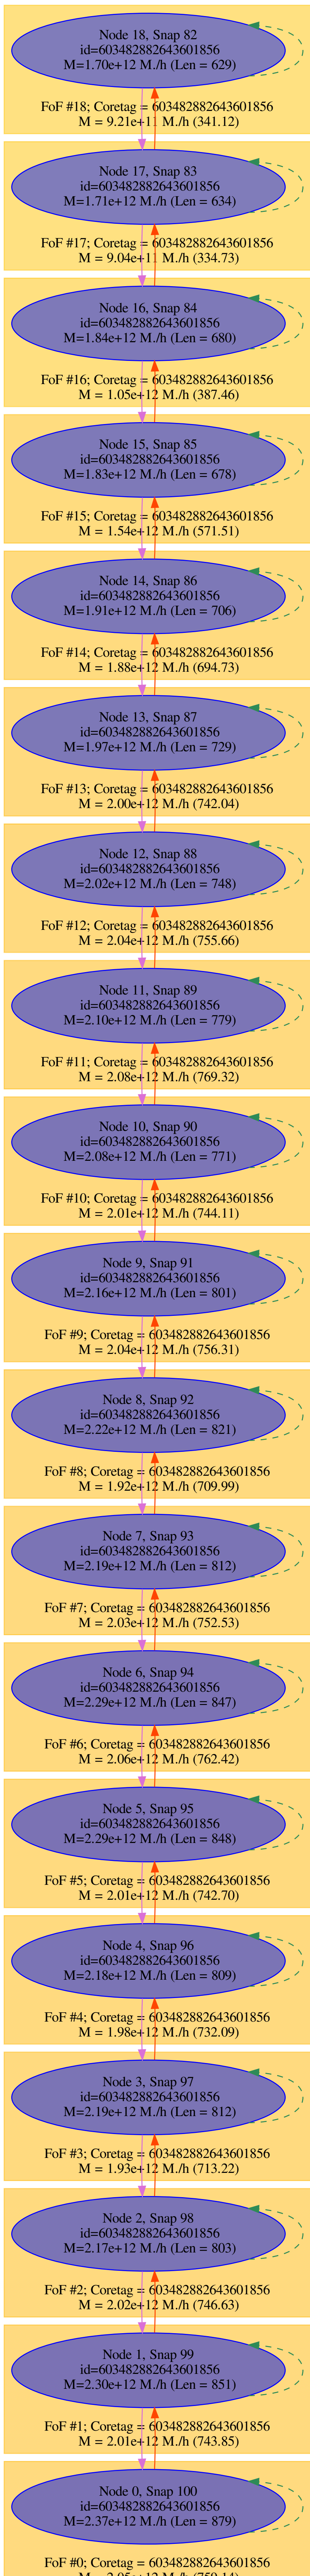 Node 18, Snap 82
id=603482882643601856
M=1.70e+12 M./h (Len = 629)
FoF #18; Coretag = 603482882643601856
M = 9.21e+11 M./h (341.12)
Node 17, Snap 83
id=603482882643601856
M=1.71e+12 M./h (Len = 634)
FoF #17; Coretag = 603482882643601856
M = 9.04e+11 M./h (334.73)
Node 16, Snap 84
id=603482882643601856
M=1.84e+12 M./h (Len = 680)
FoF #16; Coretag = 603482882643601856
M = 1.05e+12 M./h (387.46)
Node 15, Snap 85
id=603482882643601856
M=1.83e+12 M./h (Len = 678)
FoF #15; Coretag = 603482882643601856
M = 1.54e+12 M./h (571.51)
Node 14, Snap 86
id=603482882643601856
M=1.91e+12 M./h (Len = 706)
FoF #14; Coretag = 603482882643601856
M = 1.88e+12 M./h (694.73)
Node 13, Snap 87
id=603482882643601856
M=1.97e+12 M./h (Len = 729)
FoF #13; Coretag = 603482882643601856
M = 2.00e+12 M./h (742.04)
Node 12, Snap 88
id=603482882643601856
M=2.02e+12 M./h (Len = 748)
FoF #12; Coretag = 603482882643601856
M = 2.04e+12 M./h (755.66)
Node 11, Snap 89
id=603482882643601856
M=2.10e+12 M./h (Len = 779)
FoF #11; Coretag = 603482882643601856
M = 2.08e+12 M./h (769.32)
Node 10, Snap 90
id=603482882643601856
M=2.08e+12 M./h (Len = 771)
FoF #10; Coretag = 603482882643601856
M = 2.01e+12 M./h (744.11)
Node 9, Snap 91
id=603482882643601856
M=2.16e+12 M./h (Len = 801)
FoF #9; Coretag = 603482882643601856
M = 2.04e+12 M./h (756.31)
Node 8, Snap 92
id=603482882643601856
M=2.22e+12 M./h (Len = 821)
FoF #8; Coretag = 603482882643601856
M = 1.92e+12 M./h (709.99)
Node 7, Snap 93
id=603482882643601856
M=2.19e+12 M./h (Len = 812)
FoF #7; Coretag = 603482882643601856
M = 2.03e+12 M./h (752.53)
Node 6, Snap 94
id=603482882643601856
M=2.29e+12 M./h (Len = 847)
FoF #6; Coretag = 603482882643601856
M = 2.06e+12 M./h (762.42)
Node 5, Snap 95
id=603482882643601856
M=2.29e+12 M./h (Len = 848)
FoF #5; Coretag = 603482882643601856
M = 2.01e+12 M./h (742.70)
Node 4, Snap 96
id=603482882643601856
M=2.18e+12 M./h (Len = 809)
FoF #4; Coretag = 603482882643601856
M = 1.98e+12 M./h (732.09)
Node 3, Snap 97
id=603482882643601856
M=2.19e+12 M./h (Len = 812)
FoF #3; Coretag = 603482882643601856
M = 1.93e+12 M./h (713.22)
Node 2, Snap 98
id=603482882643601856
M=2.17e+12 M./h (Len = 803)
FoF #2; Coretag = 603482882643601856
M = 2.02e+12 M./h (746.63)
Node 1, Snap 99
id=603482882643601856
M=2.30e+12 M./h (Len = 851)
FoF #1; Coretag = 603482882643601856
M = 2.01e+12 M./h (743.85)
Node 0, Snap 100
id=603482882643601856
M=2.37e+12 M./h (Len = 879)
FoF #0; Coretag = 603482882643601856